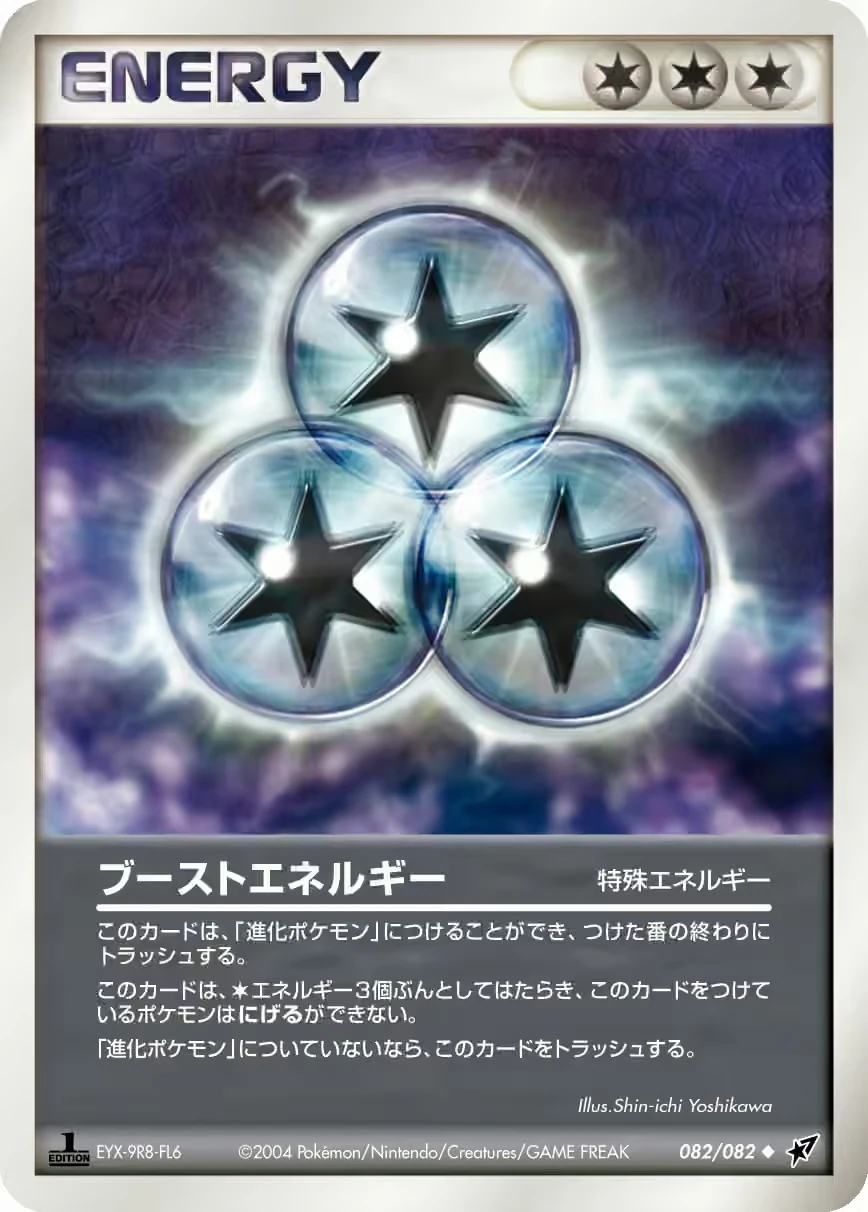 ENERGY
ブーストエネルギー 特殊エネルギー
このカードは、「進化ポケモン」につけることができ、つけた番の終わりに
トラッシュする。
このカードは、✶エネルギー3個ぶんとしてはたらき、このカードをつけて
いるポケモンはにげるができない。
「進化ポケモン」についていないなら、このカードをトラッシュする。
Illus.Shin-ichi Yoshikawa
1
EDITION EYX-9R8-FL6 ©2004 Pokémon/Nintendo/Creatures/GAME FREAK 082/082 ◆